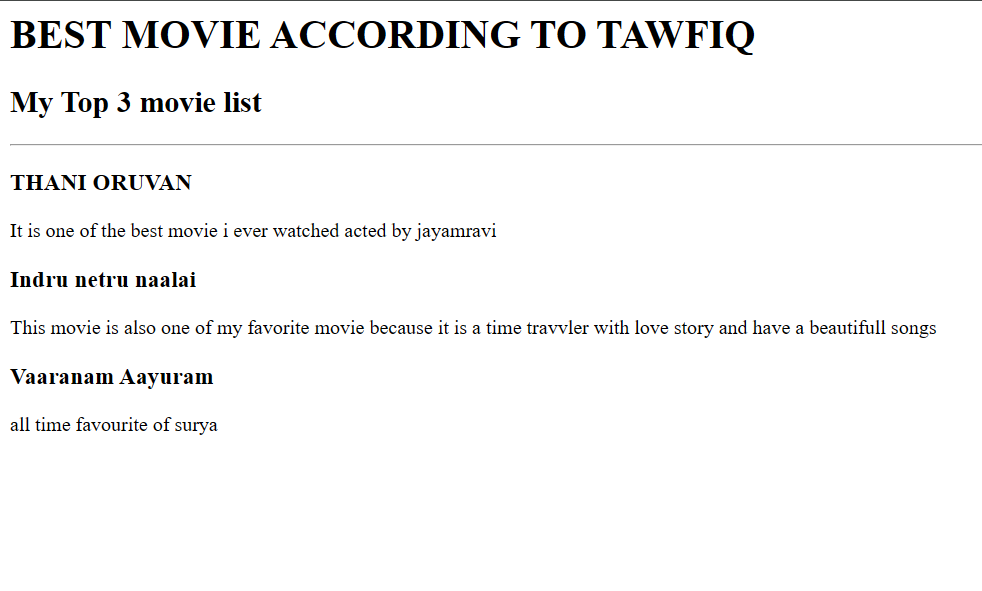 BEST MOVIE ACCORDING TO TAWFIQ
My Top 3 movie list
THANI ORUVAN
It is one of the best movie i ever watched acted by jayamravi
Indru netru naalai
This movie is also one of my favorite movie because it is a time travvler with love story and have a beautifull songs
Vaaranam Aayuram
all time favourite of surya